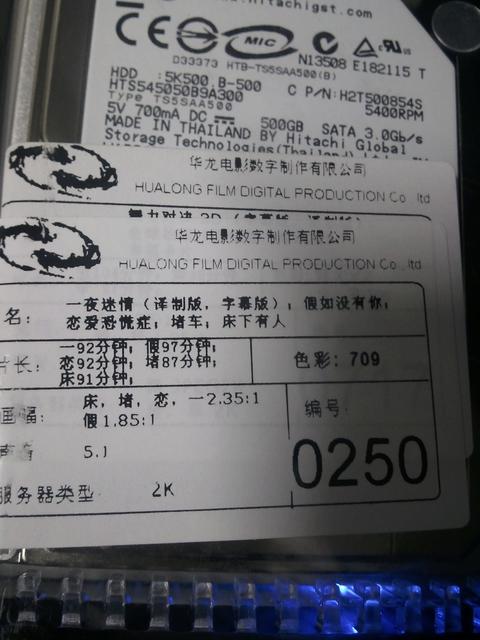 .hitachigst.com
CE MIC c UL US
N13508 E182115 T
D33373 HTB-TS5SAA500(B)
HDD :5K500.B-500 C P/N:H2T500854S
HTS545050B9A300 5400RPM
Type TS5SAA500
5V 700mA DC 500GB SATA 3.0Gb/s
MADE IN THAILAND BY Hitachi Global
Storage Technologies(Thailand)
华龙电影数字制作有限公司
HUALONG FILM DIGITAL PRODUCTION Co ltd
华龙电影数字制作有限公司
HUALONG FILM DIGITAL PRODUCTION Co .ltd
名: 一夜迷情（译制版，字幕版）；假如没有你；
恋爱恐慌症；堵车；床下有人
片长: 一92分钟；假97分钟；
恋92分钟；堵87分钟；
床91分钟；
色彩: 709
画幅: 床，堵，恋，一2.35:1
假1.85:1
编号:
0250
声音 5.1
服务器类型 2K